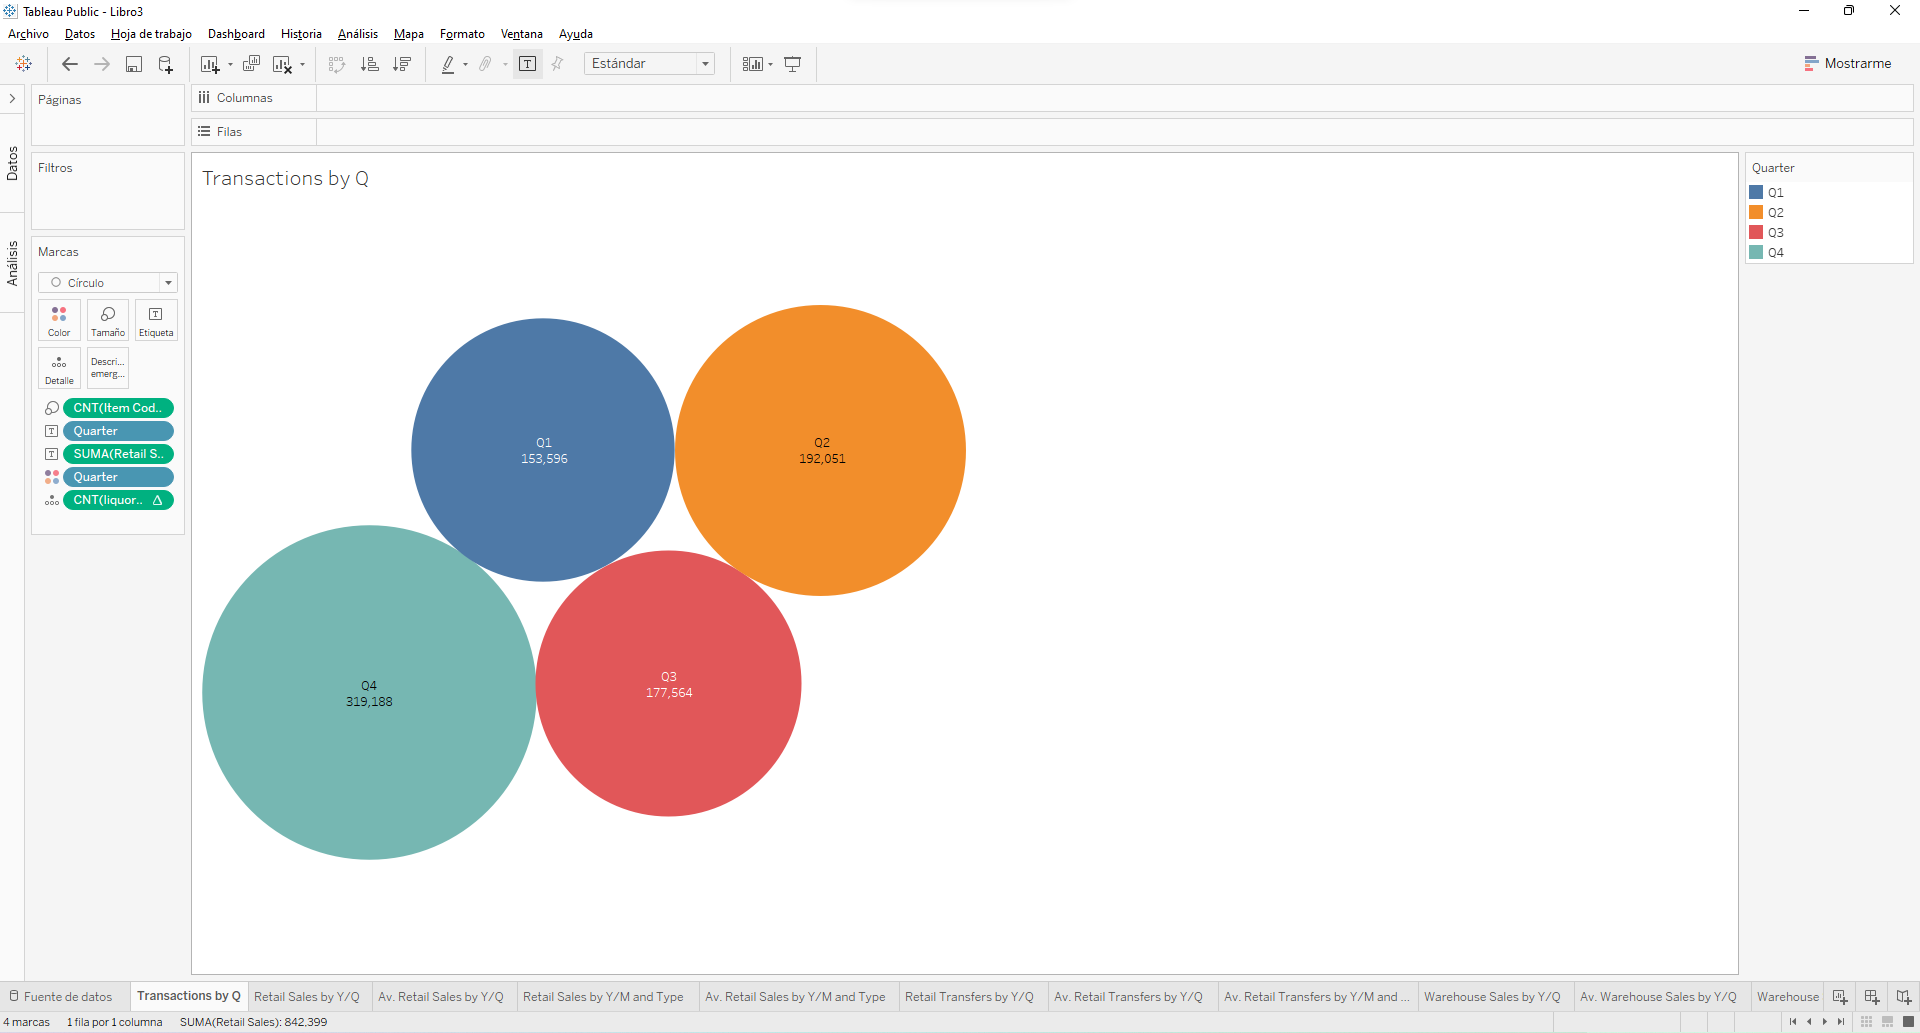 Tableau Public - Libro3
Archivo Datos Hoja de trabajo Dashboard Historia Análisis Mapa Formato Ventana Ayuda
Estándar
Mostrarme
Páginas
Columnas
Filas
Datos
Filtros
Análisis
Marcas
Círculo
Color Tamaño Etiqueta
Detalle Descri... emerg...
CNT(Item Cod..
Quarter
SUMA(Retail S..
Quarter
CNT(liquor..
Transactions by Q
Q1
153,596
Q2
192,051
Q3
177,564
Q4
319,188
Quarter
Q1
Q2
Q3
Q4
Fuente de datos Transactions by Q Retail Sales by Y/Q Av. Retail Sales by Y/Q Retail Sales by Y/M and Type Av. Retail Sales by Y/M and Type Retail Transfers by Y/Q Av. Retail Transfers by Y/Q Av. Retail Transfers by Y/M and ... Warehouse Sales by Y/Q Av. Warehouse Sales by Y/Q Warehouse
4 marcas 1 fila por 1 columna SUMA(Retail Sales): 842,399